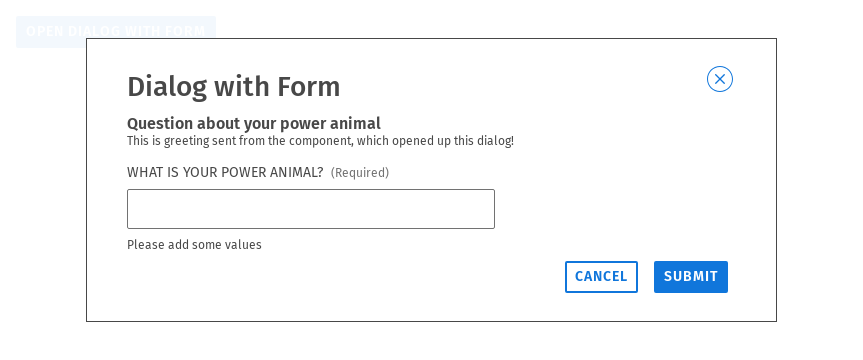 OPEN DIALOG WITH FORM
Dialog with Form
Question about your power animal
This is greeting sent from the component, which opened up this dialog!
WHAT IS YOUR POWER ANIMAL? (Required)
Please add some values
CANCEL SUBMIT